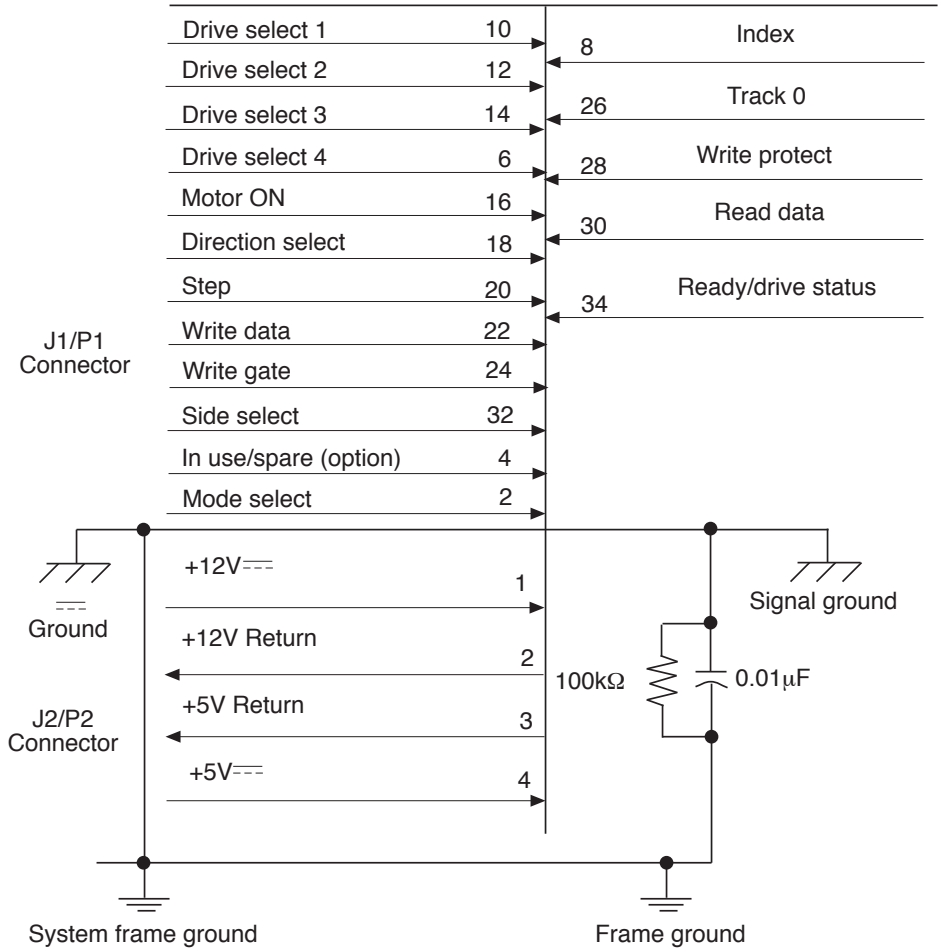 Drive select 1 10
8 Index
Drive select 2 12
26 Track 0
Drive select 3 14
Drive select 4 6
28 Write protect
Motor ON 16
30 Read data
Direction select 18
Step 20
34 Ready/drive status
J1/P1
Connector
Write data 22
Write gate 24
Side select 32
In use/spare (option) 4
Mode select 2
+12V⎓ 1
⎓
Ground
Signal ground
+12V Return 2
100kΩ
0.01μF
J2/P2
Connector
+5V Return 3
+5V⎓ 4
System frame ground
Frame ground